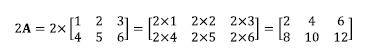 2A = 2× [1 2 3; 4 5 6] = [2×1 2×2 2×3; 2×4 2×5 2×6] = [2 4 6; 8 10 12]